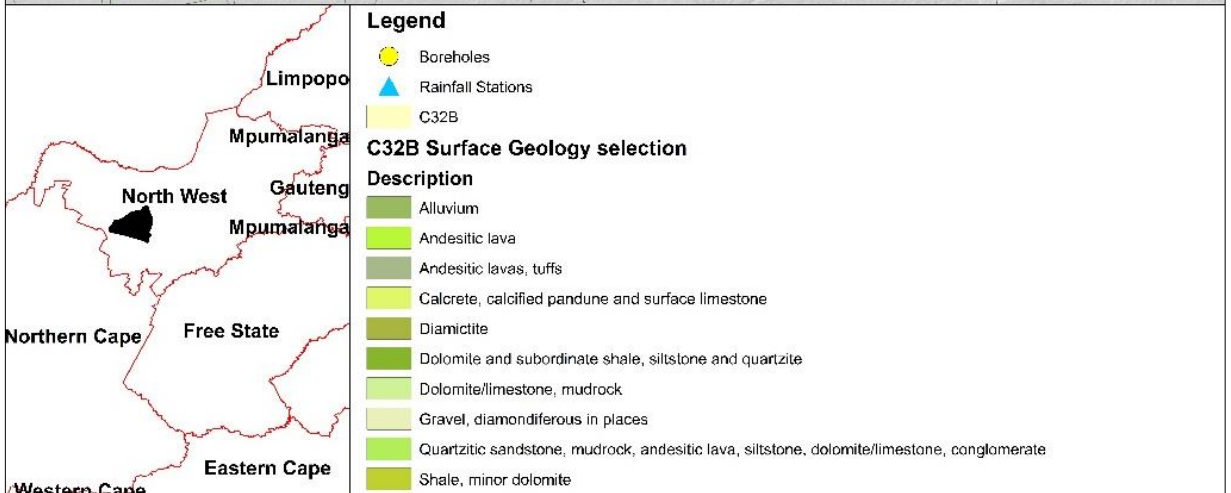 Limpopo
Mpumalanga
North West
Gauteng
Mpumalanga
Northern Cape
Free State
Eastern Cape
Western Cape
Legend
Boreholes
Rainfall Stations
C32B
C32B Surface Geology selection
Description
Alluvium
Andesitic lava
Andesitic lavas, tuffs
Calcrete, calcified pandune and surface limestone
Diamictite
Dolomite and subordinate shale, siltstone and quartzite
Dolomite/limestone, mudrock
Gravel, diamondiferous in places
Quartzitic sandstone, mudrock, andesitic lava, siltstone, dolomite/limestone, conglomerate
Shale, minor dolomite